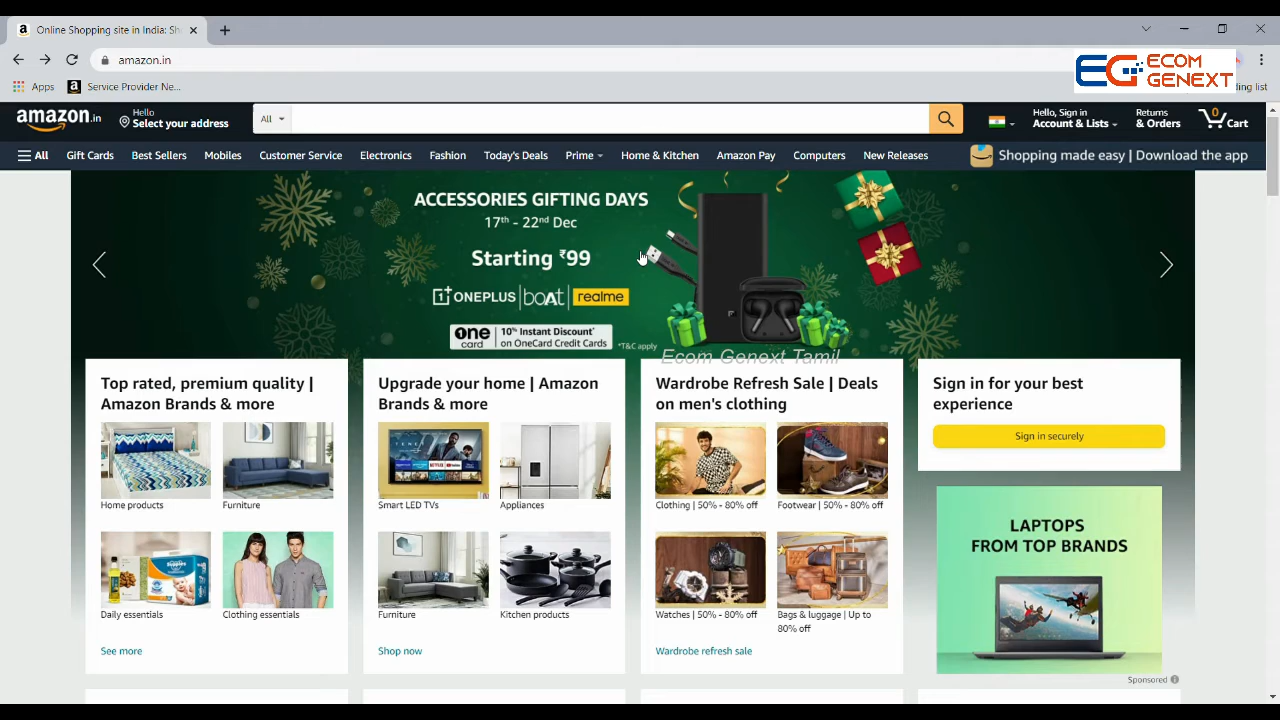 Online Shopping site in India: Sh
amazon.in
ECOM
GENEXT
Apps
Service Provider Ne...
ding list
amazon.in
Hello
Select your address
All
Hello, Sign in
Account & Lists
Returns
& Orders
0
Cart
All
Gift Cards
Best Sellers
Mobiles
Customer Service
Electronics
Fashion
Today's Deals
Prime
Home & Kitchen
Amazon Pay
Computers
New Releases
Shopping made easy | Download the app
ACCESSORIES GIFTING DAYS
17th - 22nd Dec
Starting ₹99
ONEPLUS | boAt | realme
one card
10% Instant Discount*
on OneCard Credit Cards
*T&C apply
Ecom Genext Tamil
Top rated, premium quality |
Amazon Brands & more
Home products
Furniture
Daily essentials
Clothing essentials
See more
Upgrade your home | Amazon
Brands & more
Smart LED TVs
Appliances
Furniture
Kitchen products
Shop now
Wardrobe Refresh Sale | Deals
on men's clothing
Clothing | 50% - 80% off
Footwear | 50% - 80% off
Watches | 50% - 80% off
Bags & luggage | Up to
80% off
Wardrobe refresh sale
Sign in for your best
experience
Sign in securely
LAPTOPS
FROM TOP BRANDS
Sponsored